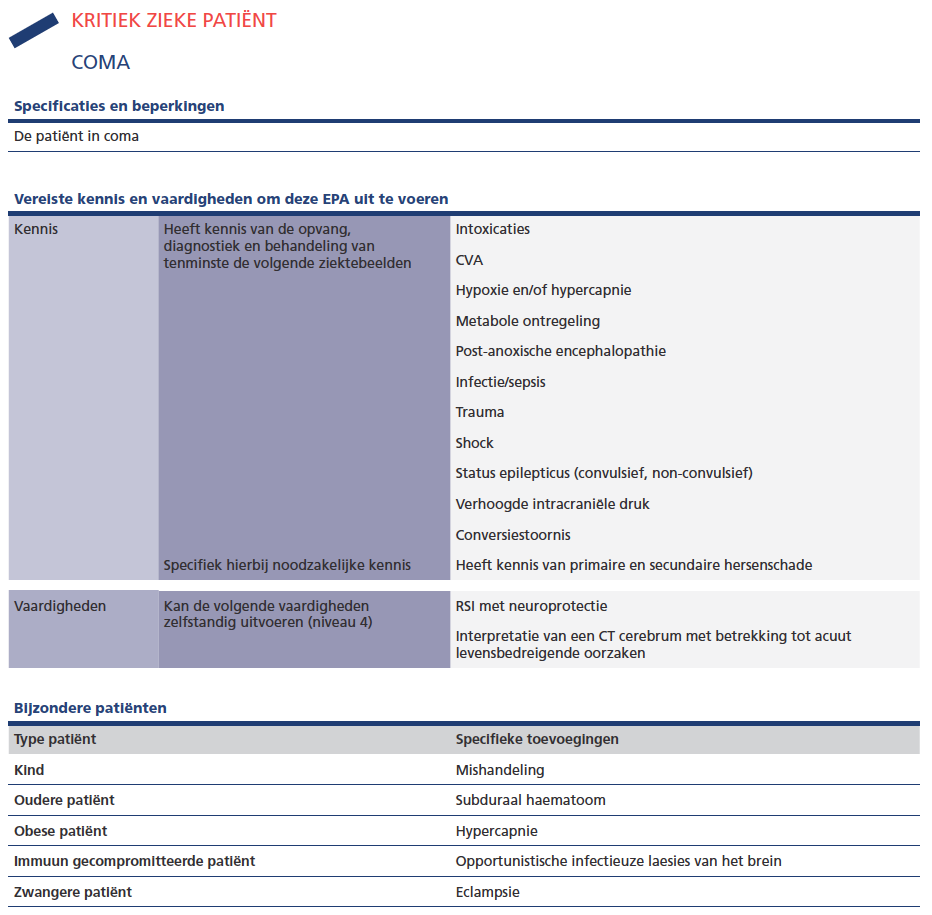 KRITIEK ZIEKE PATIËNT
COMA
Specificaties en beperkingen
De patiënt in coma
Vereiste kennis en vaardigheden om deze EPA uit te voeren
Kennis
Heeft kennis van de opvang,
diagnostiek en behandeling van
tenminste de volgende ziektebeelden
Intoxicaties
CVA
Hypoxie en/of hypercapnie
Metabole ontregeling
Post-anoxische encephalopathie
Infectie/sepsis
Trauma
Shock
Status epilepticus (convulsief, non-convulsief)
Verhoogde intracraniële druk
Conversiestoornis
Specifiek hierbij noodzakelijke kennis
Heeft kennis van primaire en secundaire hersenschade
Vaardigheden
Kan de volgende vaardigheden
zelfstandig uitvoeren (niveau 4)
RSI met neuroprotectie
Interpretatie van een CT cerebrum met betrekking tot acuut
levensbedreigende oorzaken
Bijzondere patiënten
Type patiënt
Specifieke toevoegingen
Kind
Mishandeling
Oudere patiënt
Subduraal haematoom
Obese patiënt
Hypercapnie
Immuun gecompromitteerde patiënt
Opportunistische infectieuze laesies van het brein
Zwangere patiënt
Eclampsie